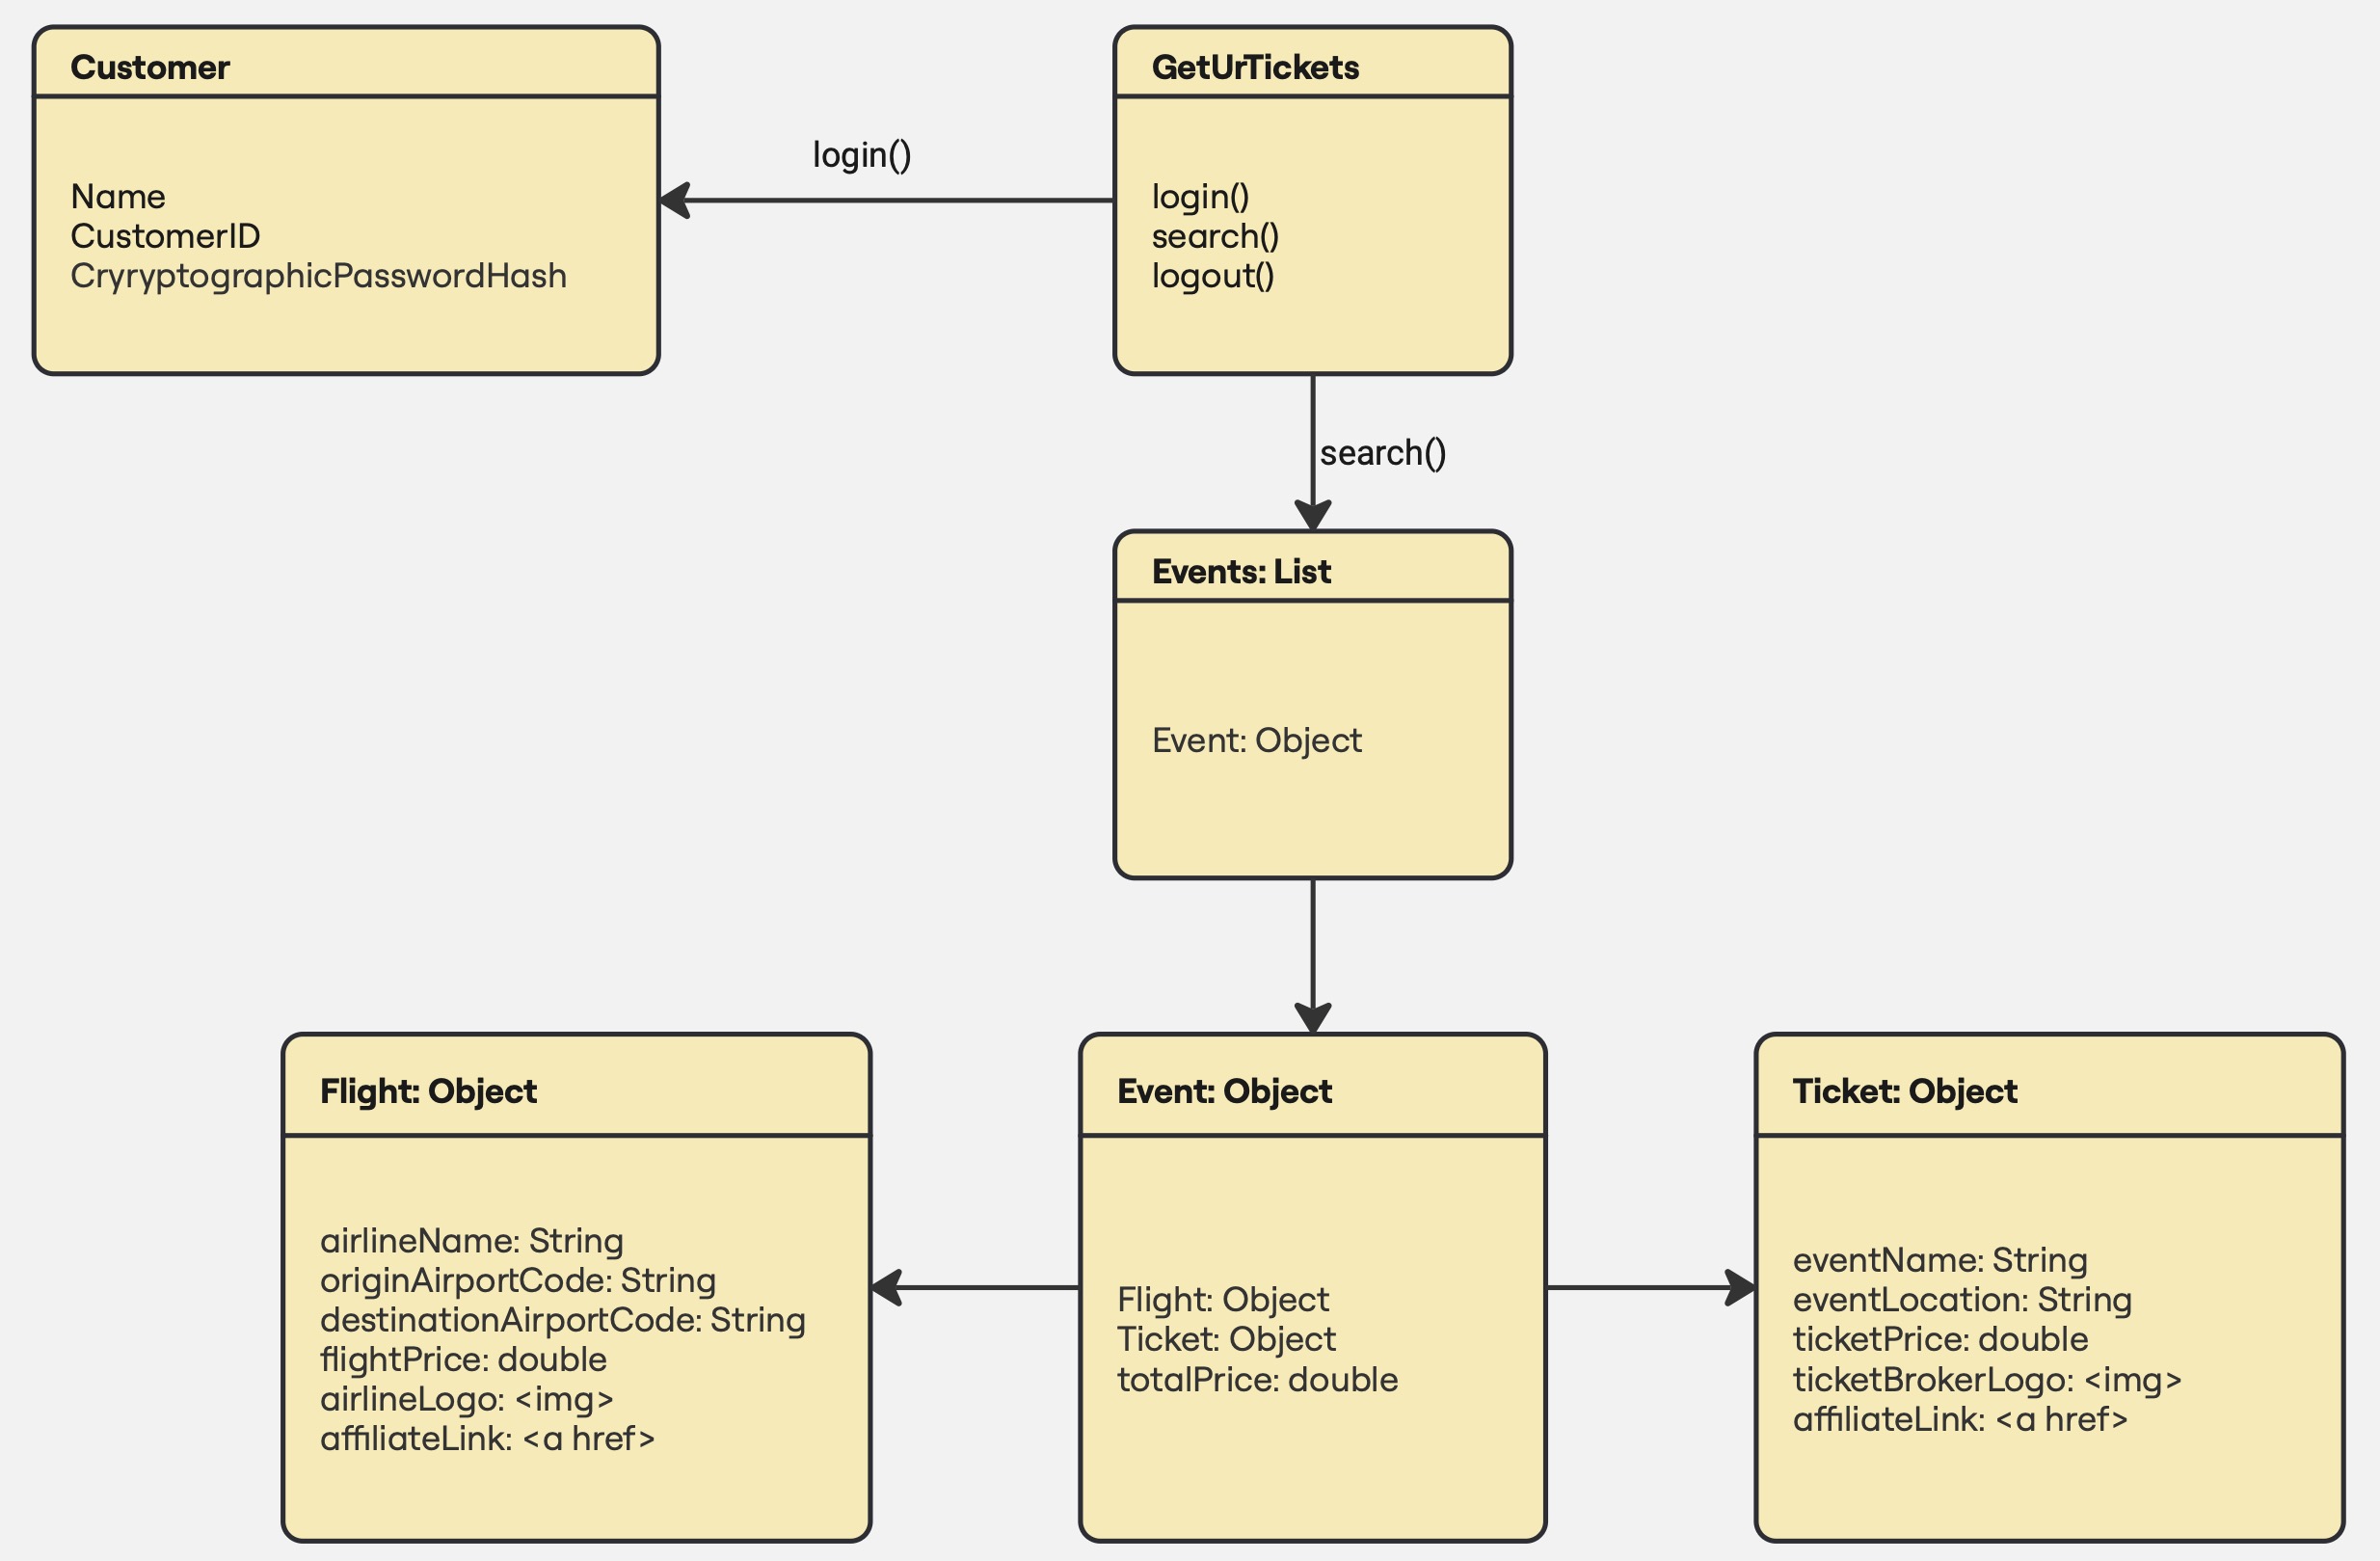 Customer
Name
CustomerID
CryryptographicPasswordHash
login()
GetUrTickets
login()
search()
logout()
search()
Events: List
Event: Object
Flight: Object
airlineName: String
originAirportCode: String
destinationAirportCode: String
flightPrice: double
airlineLogo: <img>
affiliateLink: <a href>
Event: Object
Flight: Object
Ticket: Object
totalPrice: double
Ticket: Object
eventName: String
eventLocation: String
ticketPrice: double
ticketBrokerLogo: <img>
affiliateLink: <a href>